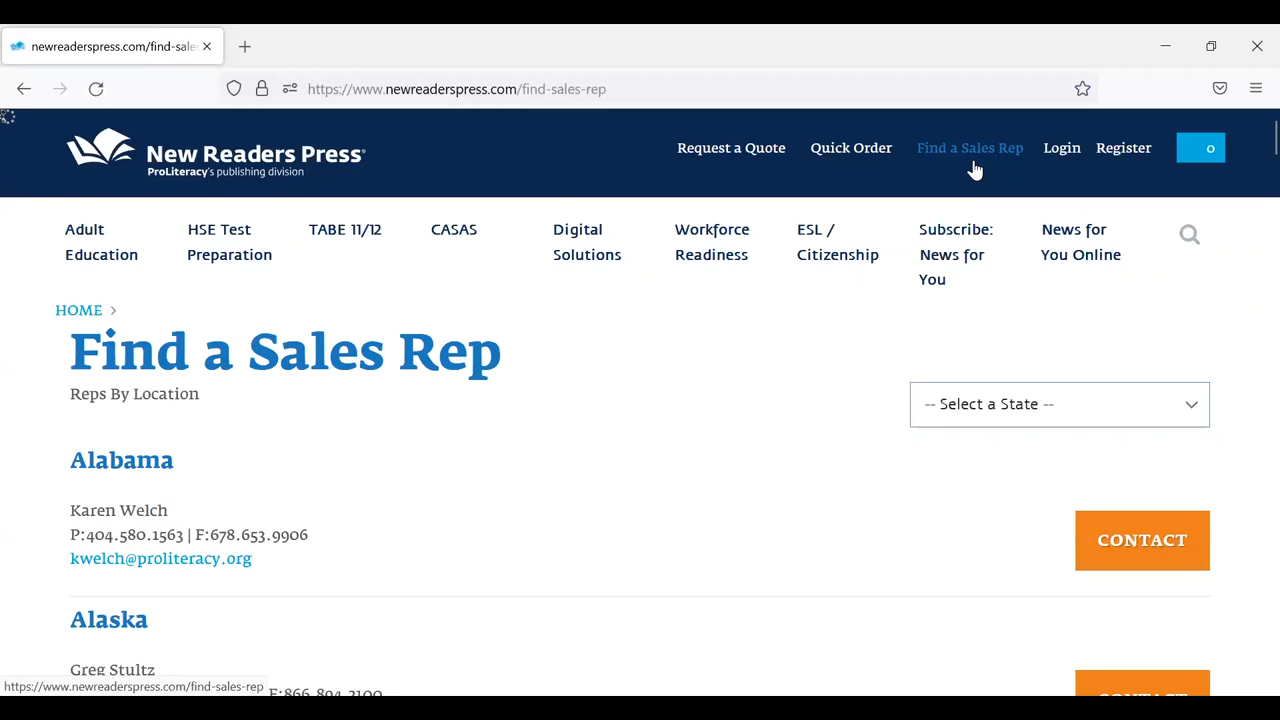 newreaderspress.com/find-sale
https://www.newreaderspress.com/find-sales-rep
New Readers Press®
ProLiteracy's publishing division
Request a Quote
Quick Order
Find a Sales Rep
Login
Register
0
Adult
Education
HSE Test
Preparation
TABE 11/12
CASAS
Digital
Solutions
Workforce
Readiness
ESL /
Citizenship
Subscribe:
News for
You
News for
You Online
HOME >
Find a Sales Rep
Reps By Location
-- Select a State --
Alabama
Karen Welch
P:404.580.1563 | F:678.653.9906
kwelch@proliteracy.org
CONTACT
Alaska
Greg Stultz
F:866.894.2100
CONTACT
https://www.newreaderspress.com/find-sales-rep